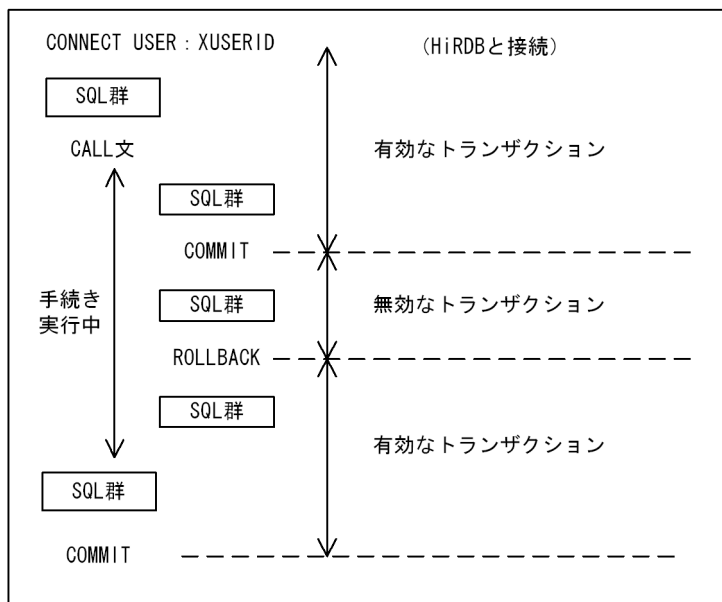 CONNECT USER：XUSERID
(HiRDBと接続)
SQL群
CALL文
有効なトランザクション
SQL群
COMMIT
手続き
実行中
SQL群
無効なトランザクション
ROLLBACK
SQL群
有効なトランザクション
SQL群
COMMIT